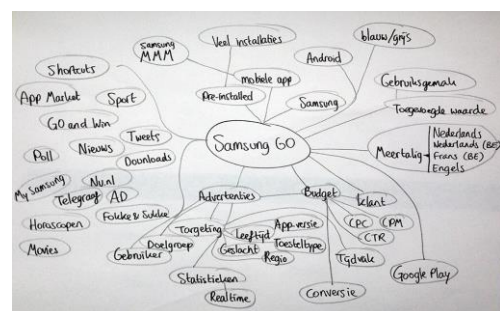 Samsung GO
Samsung
MMM
Veel installaties
mobiele app
Pre-installed
Android
Samsung
blauw/grijs
Gebruiksgemak
Toegevoegde waarde
Meertalig
Nederlands
Nederlands (BE)
Frans (BE)
Engels
Shortcuts
App Market
Sport
GO and Win
Tweets
Poll
Nieuws
Downloads
My Samsung
Nu.nl
Telegraaf
AD
Fokke & Sukke
Horoscopen
Movies
Advertenties
Gebruiker
Doelgroep
Targeting
Leeftijd
App-versie
Geslacht
Toesteltype
Regio
Statistieken
Realtime
Budget
klant
CPC
CPM
CTR
Tijdvak
Conversie
Google Play